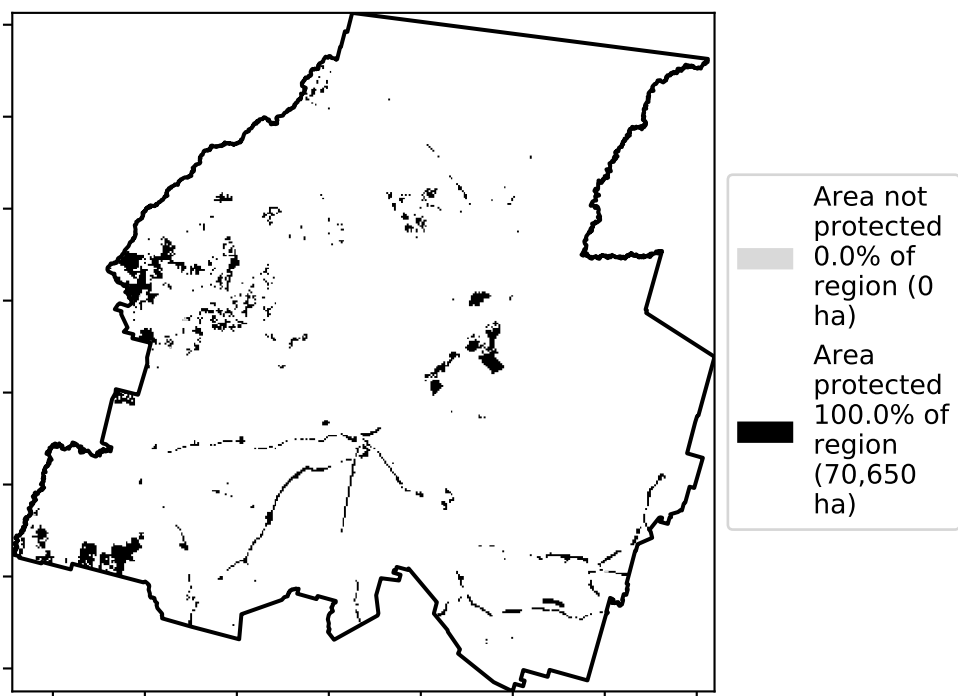 Area not
protected
0.0% of
region (0
ha)
Area
protected
100.0% of
region
(70,650
ha)